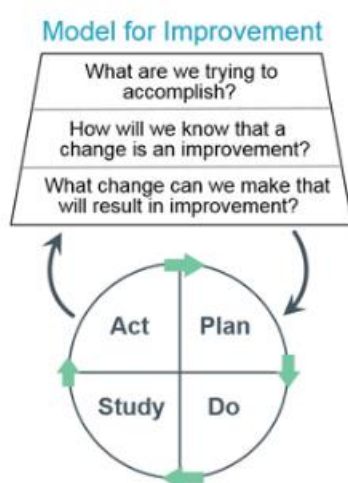 Model for Improvement
What are we trying to
accomplish?
How will we know that a
change is an improvement?
What change can we make that
will result in improvement?
Act
Plan
Study
Do